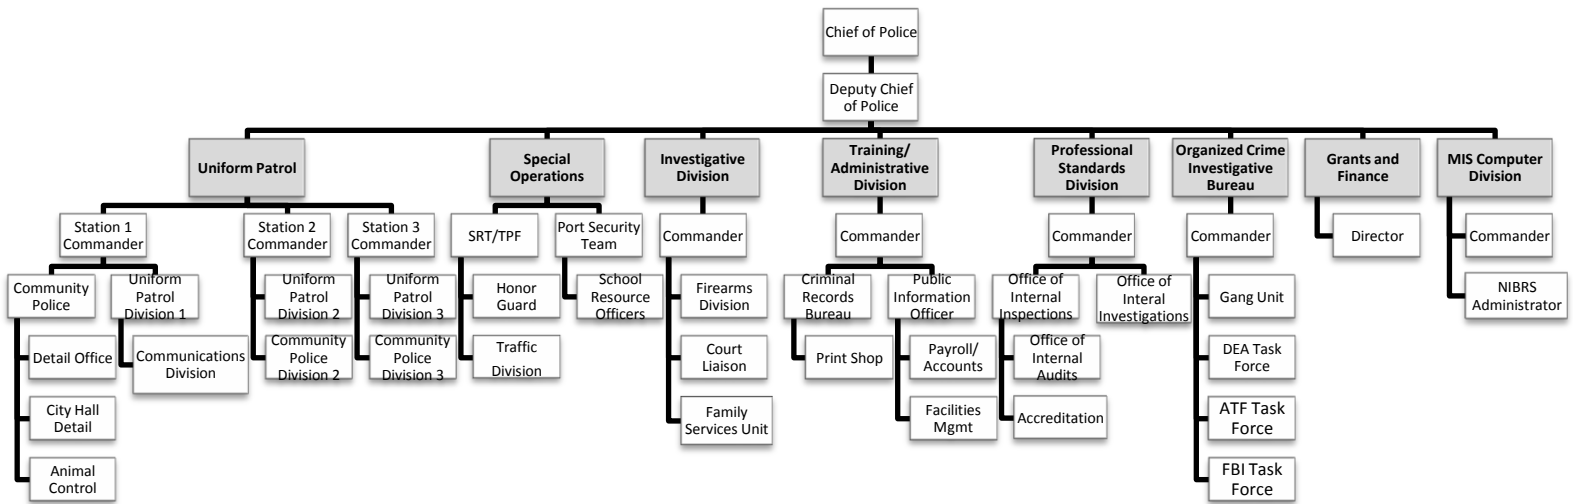 Chief of Police
Deputy Chief
of Police
Uniform Patrol
Special
Operations
Investigative
Division
Training/
Administrative
Division
Professional
Standards
Division
Organized Crime
Investigative
Bureau
Grants and
Finance
MIS Computer
Division
Station 1
Commander
Station 2
Commander
Station 3
Commander
SRT/TPF
Port Security
Team
Commander
Commander
Commander
Commander
Director
Commander
Community
Police
Uniform
Patrol
Division 1
Uniform
Patrol
Division 2
Uniform
Patrol
Division 3
Honor
Guard
School
Resource
Officers
Firearms
Division
Criminal
Records
Bureau
Public
Information
Officer
Office of
Internal
Inspections
Office of
Interal
Investigations
Gang Unit
NIBRS
Administrator
Detail Office
Communications
Division
Community
Police
Division 2
Community
Police
Division 3
Traffic
Division
Court
Liaison
Print Shop
Payroll/
Accounts
Office of
Internal
Audits
DEA Task
Force
City Hall
Detail
Family
Services Unit
Facilities
Mgmt
Accreditation
ATF Task
Force
Animal
Control
FBI Task
Force